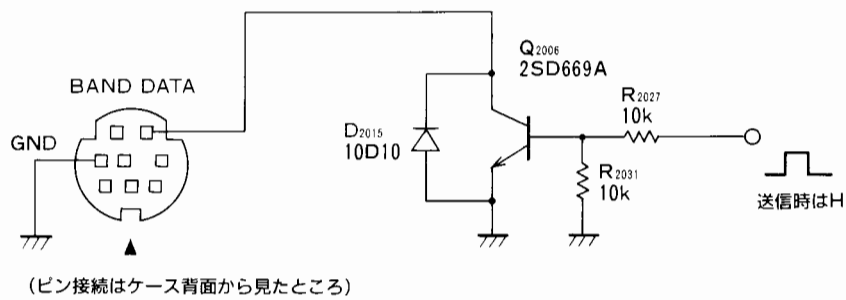 BAND DATA
GND
Q2006
2SD669A
D2015
10D10
R2027
10k
R2031
10k
送信時はH
(ピン接続はケース背面から見たところ)